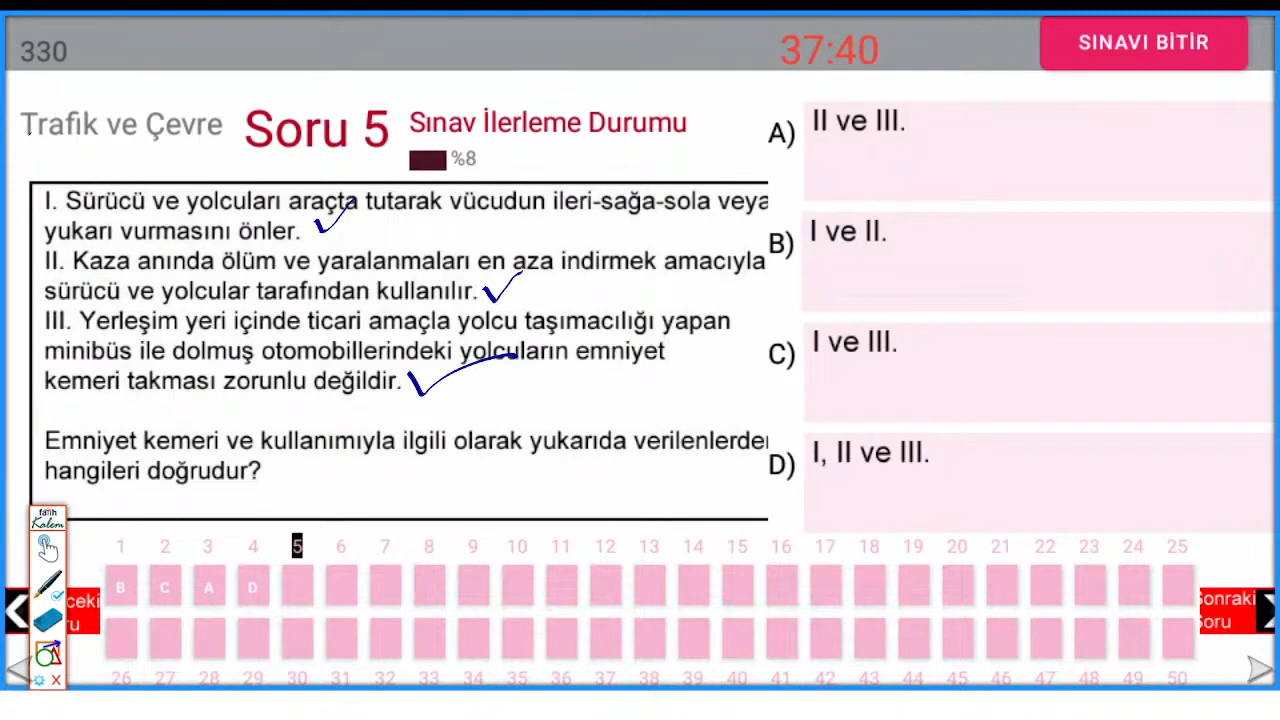 330
37:40
SINAVI BİTİR
Trafik ve Çevre
Soru 5
Sınav İlerleme Durumu
%8
I. Sürücü ve yolcuları araçta tutarak vücudun ileri-sağa-sola veya
yukarı vurmasını önler.
II. Kaza anında ölüm ve yaralanmaları en aza indirmek amacıyla
sürücü ve yolcular tarafından kullanılır.
III. Yerleşim yeri içinde ticari amaçla yolcu taşımacılığı yapan
minibüs ile dolmuş otomobillerindeki yolcuların emniyet
kemeri takması zorunlu değildir.
Emniyet kemeri ve kullanımıyla ilgili olarak yukarıda verilenlerden
hangileri doğrudur?
A) II ve III.
B) I ve II.
C) I ve III.
D) I, II ve III.
fatih
Kalem
1 2 3 4 5 6 7 8 9 10 11 12 13 14 15 16 17 18 19 20 21 22 23 24 25
B C A D
ceki
u
Sonraki
Soru
26 27 28 29 30 31 32 33 34 35 36 37 38 39 40 41 42 43 44 45 46 47 48 49 50